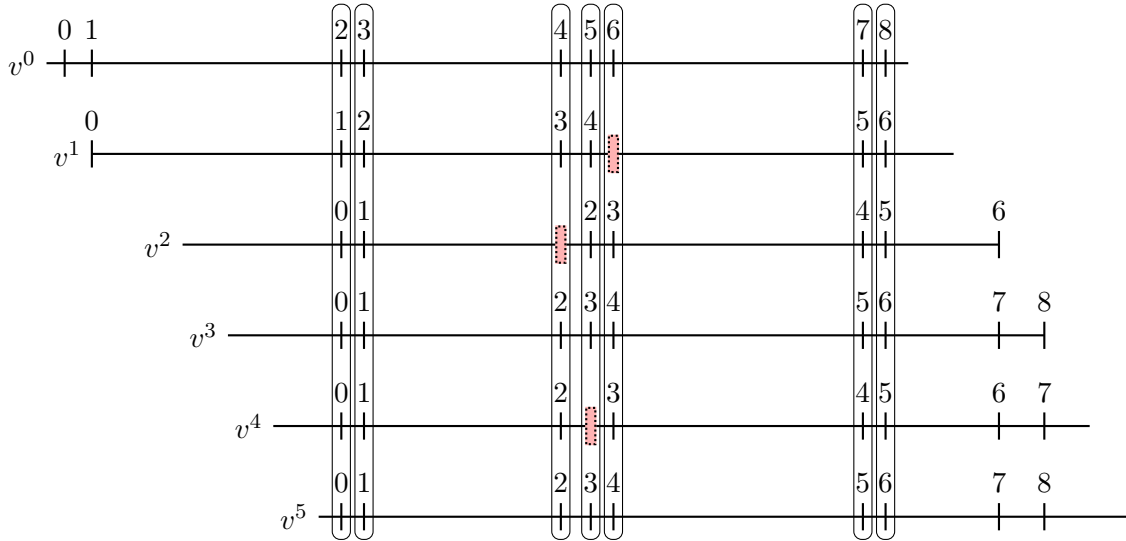 0 1 2 3 4 5 6 7 8
v⁰
0 1 2 3 4 5 6
v¹
0 1 2 3 4 5 6
v²
0 1 2 3 4 5 6 7 8
v³
0 1 2 3 4 5 6 7
v⁴
0 1 2 3 4 5 6 7 8
v⁵